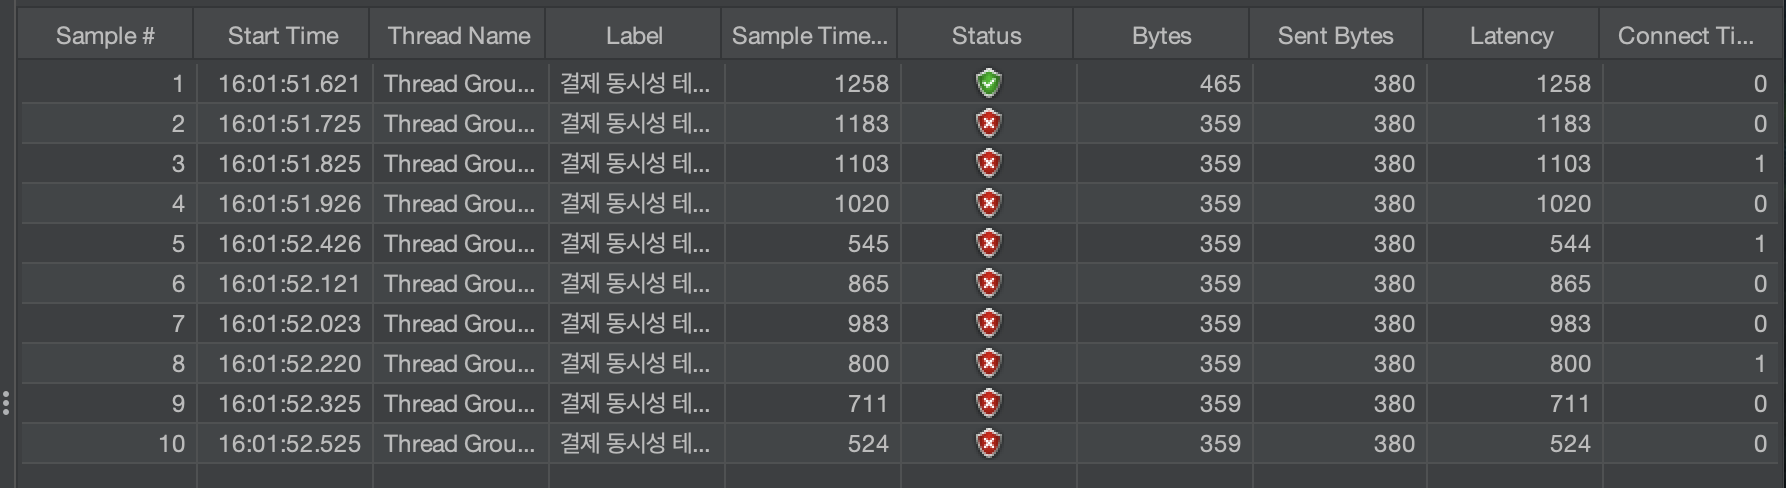 Sample # Start Time Thread Name Label Sample Time... Status Bytes Sent Bytes Latency Connect Ti...
1 16:01:51.621 Thread Grou... 결제 동시성 테... 1258 465 380 1258 0
2 16:01:51.725 Thread Grou... 결제 동시성 테... 1183 359 380 1183 0
3 16:01:51.825 Thread Grou... 결제 동시성 테... 1103 359 380 1103 1
4 16:01:51.926 Thread Grou... 결제 동시성 테... 1020 359 380 1020 0
5 16:01:52.426 Thread Grou... 결제 동시성 테... 545 359 380 544 1
6 16:01:52.121 Thread Grou... 결제 동시성 테... 865 359 380 865 0
7 16:01:52.023 Thread Grou... 결제 동시성 테... 983 359 380 983 0
8 16:01:52.220 Thread Grou... 결제 동시성 테... 800 359 380 800 1
9 16:01:52.325 Thread Grou... 결제 동시성 테... 711 359 380 711 0
10 16:01:52.525 Thread Grou... 결제 동시성 테... 524 359 380 524 0